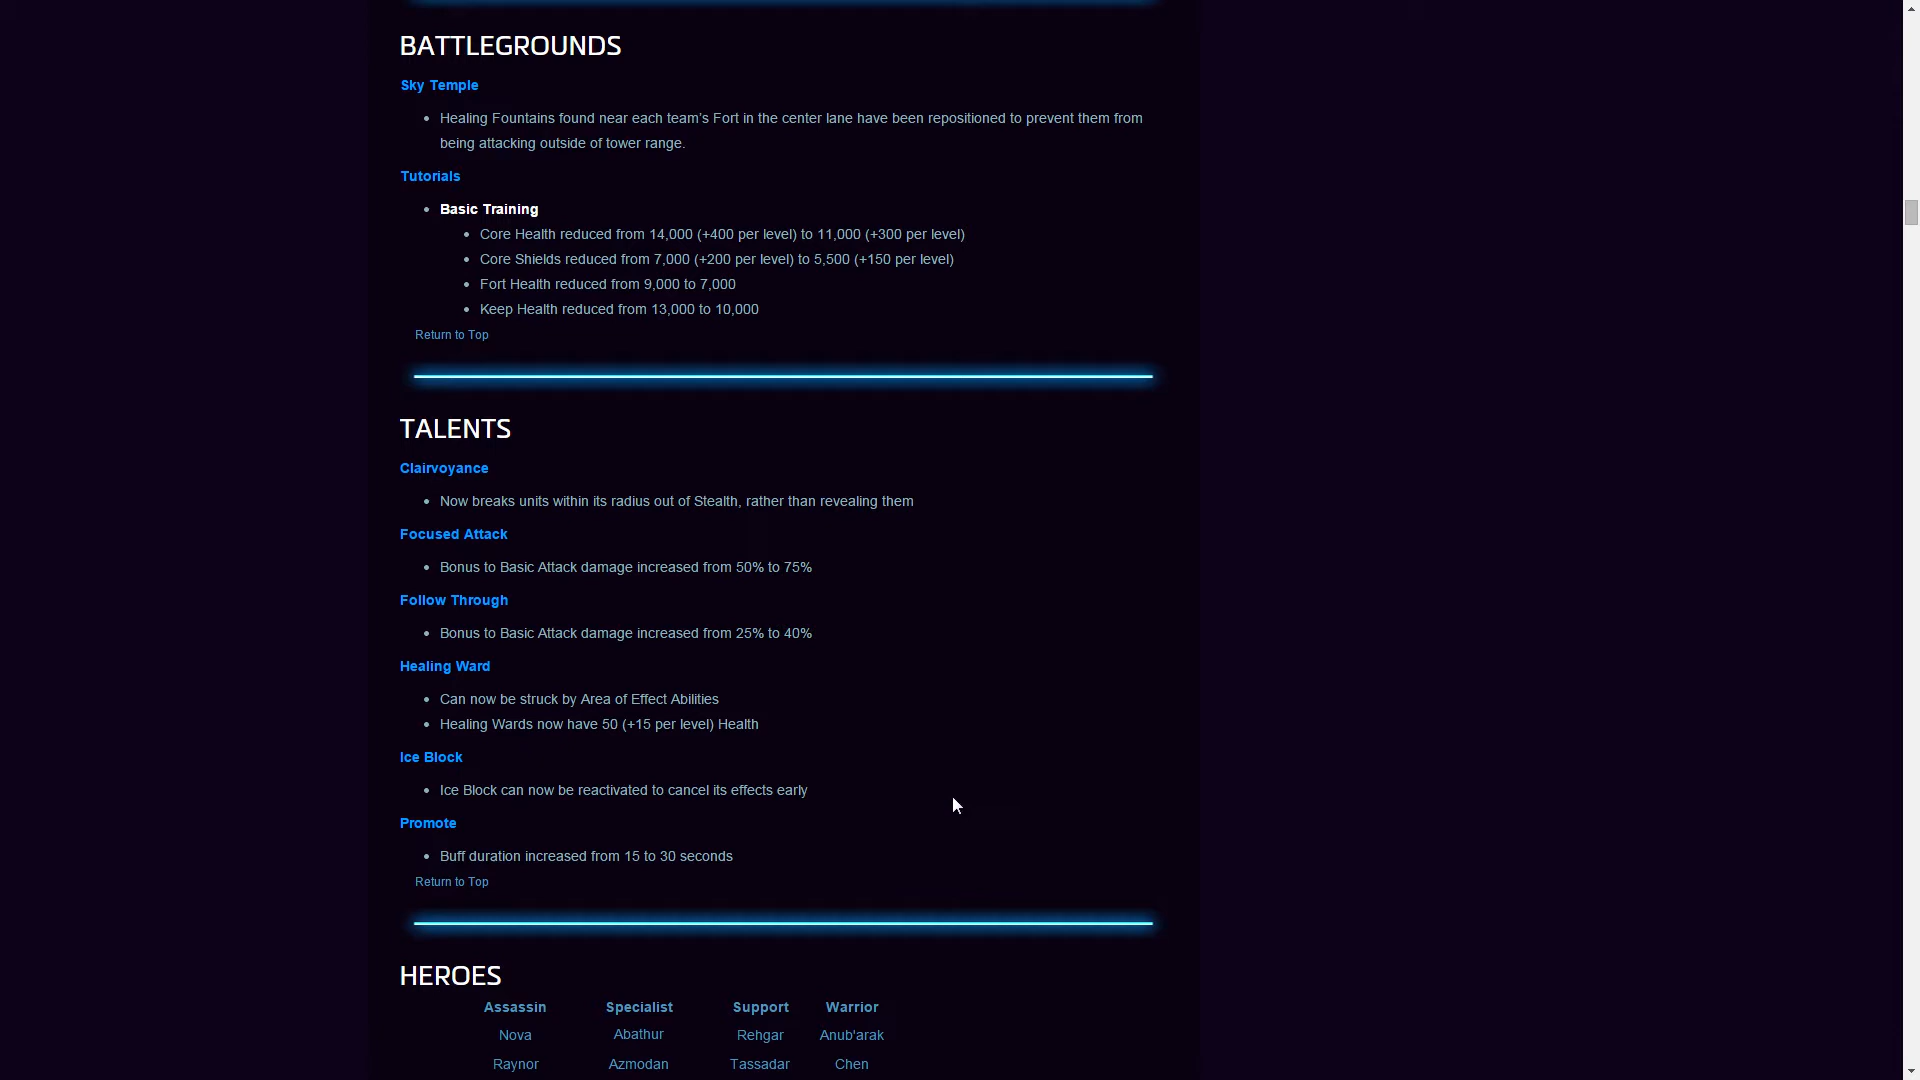 BATTLEGROUNDS
Sky Temple
Healing Fountains found near each team's Fort in the center lane have been repositioned to prevent them from
being attacking outside of tower range.
Tutorials
Basic Training
Core Health reduced from 14,000 (+400 per level) to 11,000 (+300 per level)
Core Shields reduced from 7,000 (+200 per level) to 5,500 (+150 per level)
Fort Health reduced from 9,000 to 7,000
Keep Health reduced from 13,000 to 10,000
Return to Top
TALENTS
Clairvoyance
Now breaks units within its radius out of Stealth, rather than revealing them
Focused Attack
Bonus to Basic Attack damage increased from 50% to 75%
Follow Through
Bonus to Basic Attack damage increased from 25% to 40%
Healing Ward
Can now be struck by Area of Effect Abilities
Healing Wards now have 50 (+15 per level) Health
Ice Block
Ice Block can now be reactivated to cancel its effects early
Promote
Buff duration increased from 15 to 30 seconds
Return to Top
HEROES
Assassin Specialist Support Warrior
Nova Abathur Rehgar Anub'arak
Raynor Azmodan Tassadar Chen